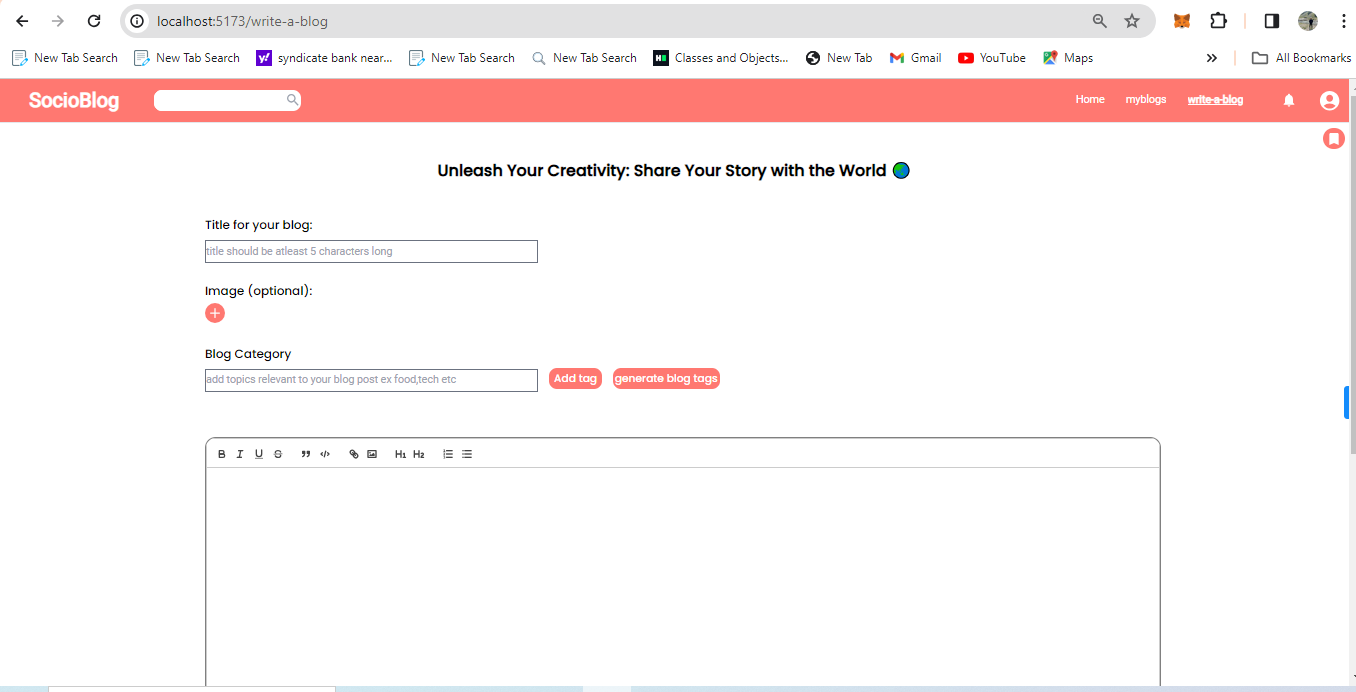 localhost:5173/write-a-blog
New Tab Search New Tab Search syndicate bank near... New Tab Search New Tab Search Classes and Objects... New Tab Gmail YouTube Maps » All Bookmarks
SocioBlog Home myblogs write-a-blog
Unleash Your Creativity: Share Your Story with the World
Title for your blog:
title should be atleast 5 characters long
Image (optional):
Blog Category
add topics relevant to your blog post ex food,tech etc Add tag generate blog tags
B I U S H1 H2